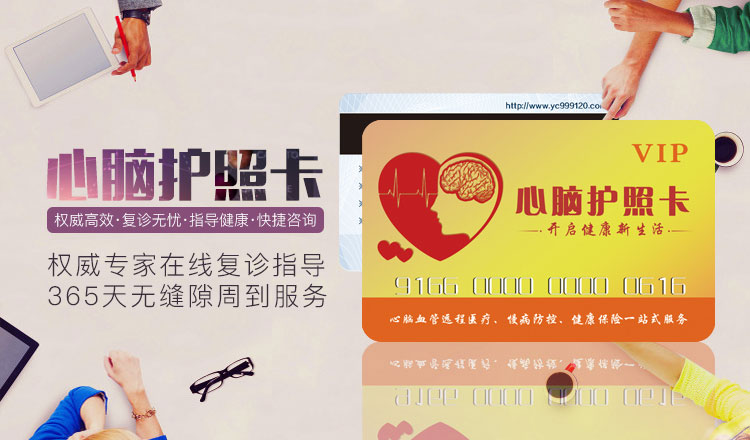 心脑护照卡
权威高效·复诊无忧·指导健康·快捷咨询
权威专家在线复诊指导
365天无缝隙周到服务
http://www.yc999120.co
VIP
心脑护照卡
开启健康新生活
9166 0000 0000 0616
心脑血管远程医疗、慢病防控、健康保险一站式服务